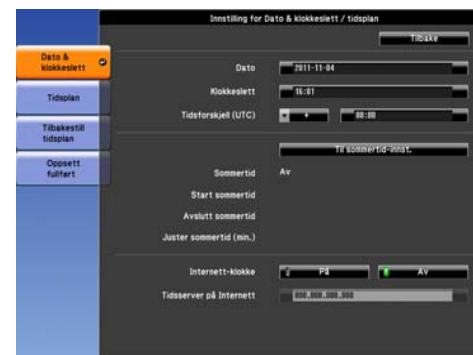 Innstilling for Dato & klokkeslett / tidsplan
Tilbake
Dato & klokkeslett
Tidsplan
Tilbakestill tidsplan
Oppsett fullført
Dato 2011-11-04
Klokkeslett 16:01
Tidsforskjell (UTC) + 00:00
Til sommertid-innst.
Sommertid Av
Start sommertid
Avslutt sommertid
Juster sommertid (min.)
Internett-klokke På Av
Tidsserver på Internett 000.000.000.000